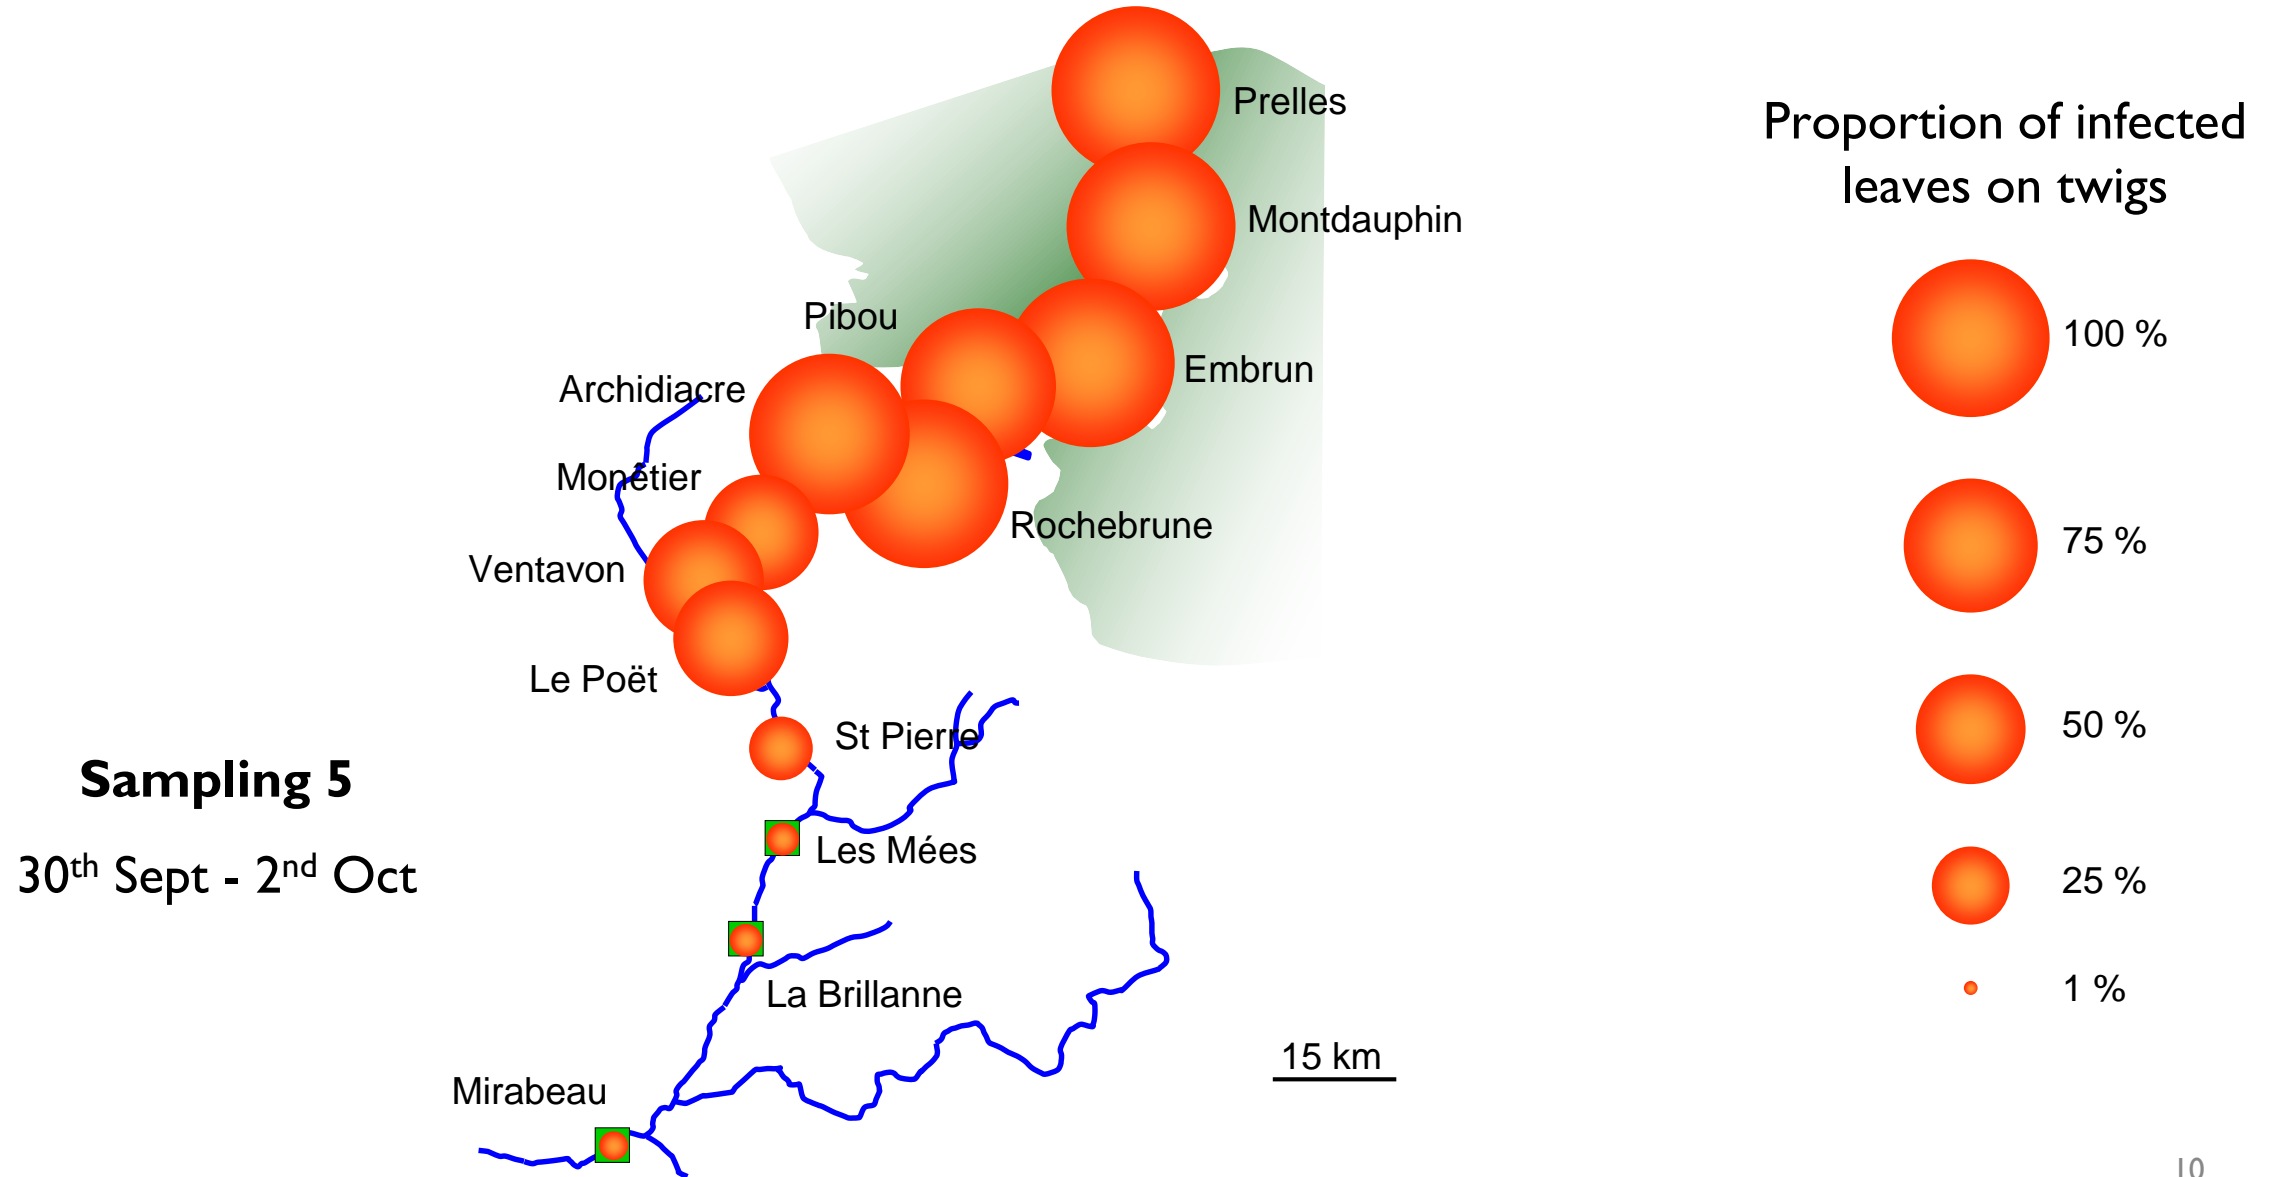 Prelles
Proportion of infected
leaves on twigs
Montdauphin
Pibou
100 %
Embrun
Archidiacre
Monêtier
Rochebrune
75 %
Ventavon
Le Poët
St Pierre
50 %
Sampling 5
Les Mées
30th Sept - 2nd Oct
25 %
La Brillanne
1 %
15 km
Mirabeau
10